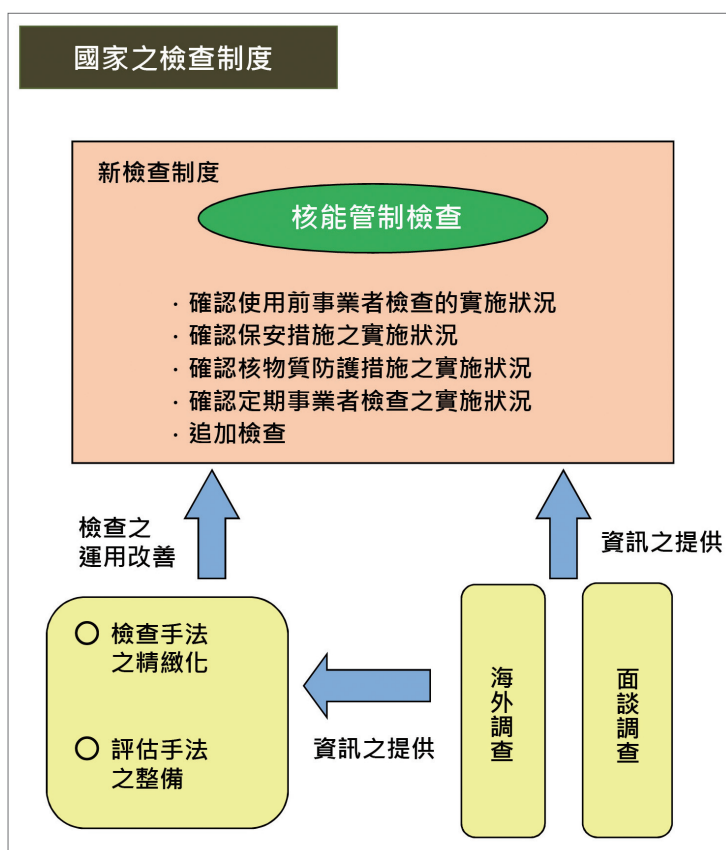 國家之檢查制度
新檢查制度
核能管制檢查
．確認使用前事業者檢查的實施狀況
．確認保安措施之實施狀況
．確認核物質防護措施之實施狀況
．確認定期事業者檢查之實施狀況
．追加檢查
檢查之
運用改善
資訊之提供
○ 檢查手法
之精緻化
○ 評估手法
之整備
資訊之提供
海外調查
面談調查